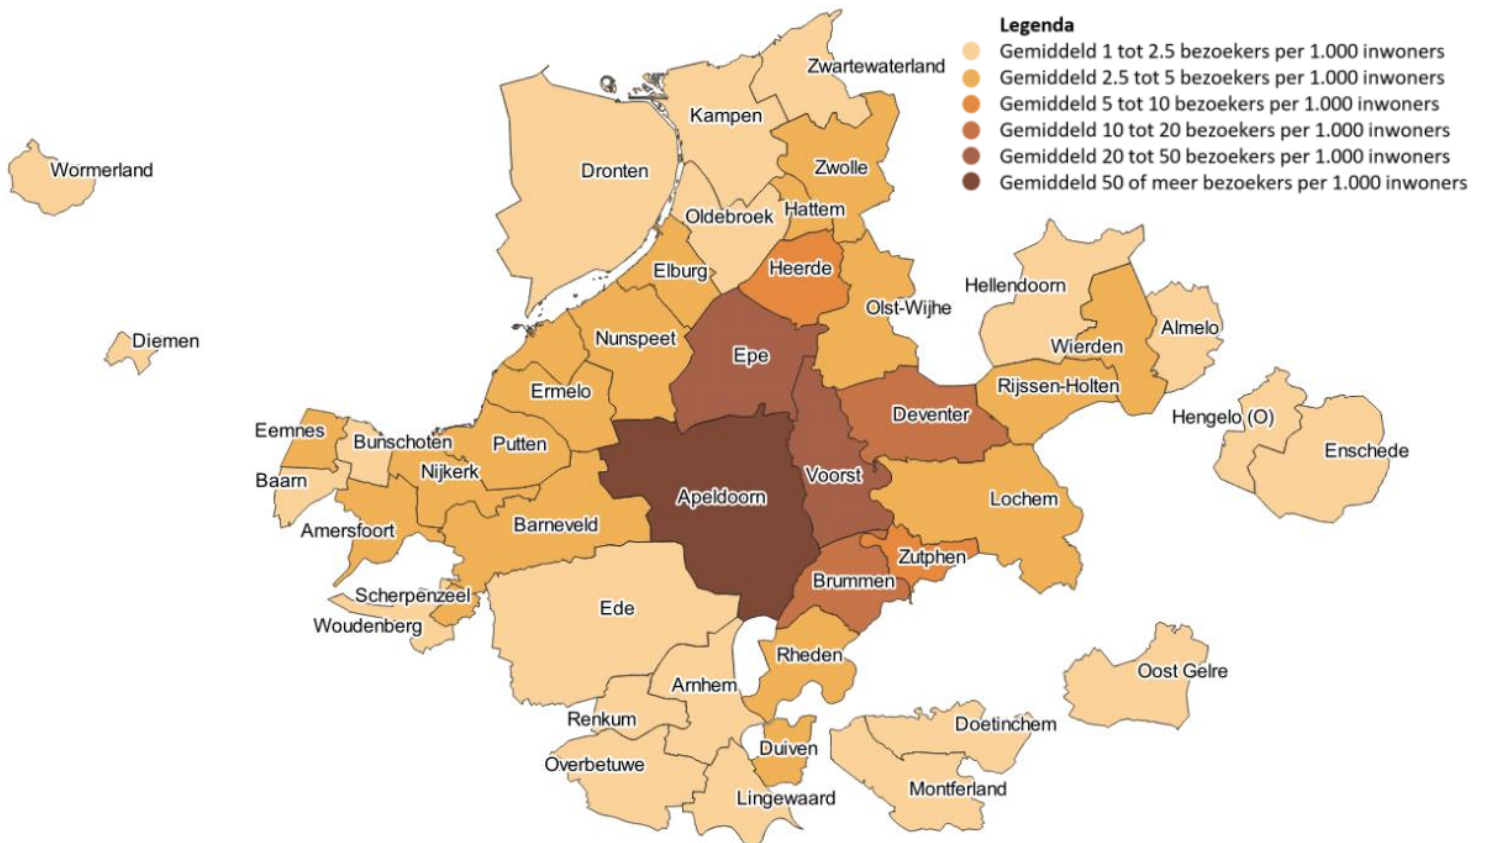 Legenda
Gemiddeld 1 tot 2.5 bezoekers per 1.000 inwoners
Gemiddeld 2.5 tot 5 bezoekers per 1.000 inwoners
Gemiddeld 5 tot 10 bezoekers per 1.000 inwoners
Gemiddeld 10 tot 20 bezoekers per 1.000 inwoners
Gemiddeld 20 tot 50 bezoekers per 1.000 inwoners
Gemiddeld 50 of meer bezoekers per 1.000 inwoners
Zwartewaterland
Kampen
Wormerland
Dronten
Zwolle
Oldebroek
Hattem
Elburg
Heerde
Hellendoorn
Olst-Wijhe
Almelo
Diemen
Nunspeet
Epe
Wierden
Ermelo
Rijssen-Holten
Deventer
Hengelo (O)
Eemnes
Bunschoten
Putten
Enschede
Nijkerk
Voorst
Baarn
Apeldoorn
Lochem
Amersfoort
Barneveld
Zutphen
Brummen
Scherpenzeel
Ede
Woudenberg
Rheden
Oost Gelre
Arnhem
Renkum
Doetinchem
Duiven
Overbetuwe
Montferland
Lingewaard